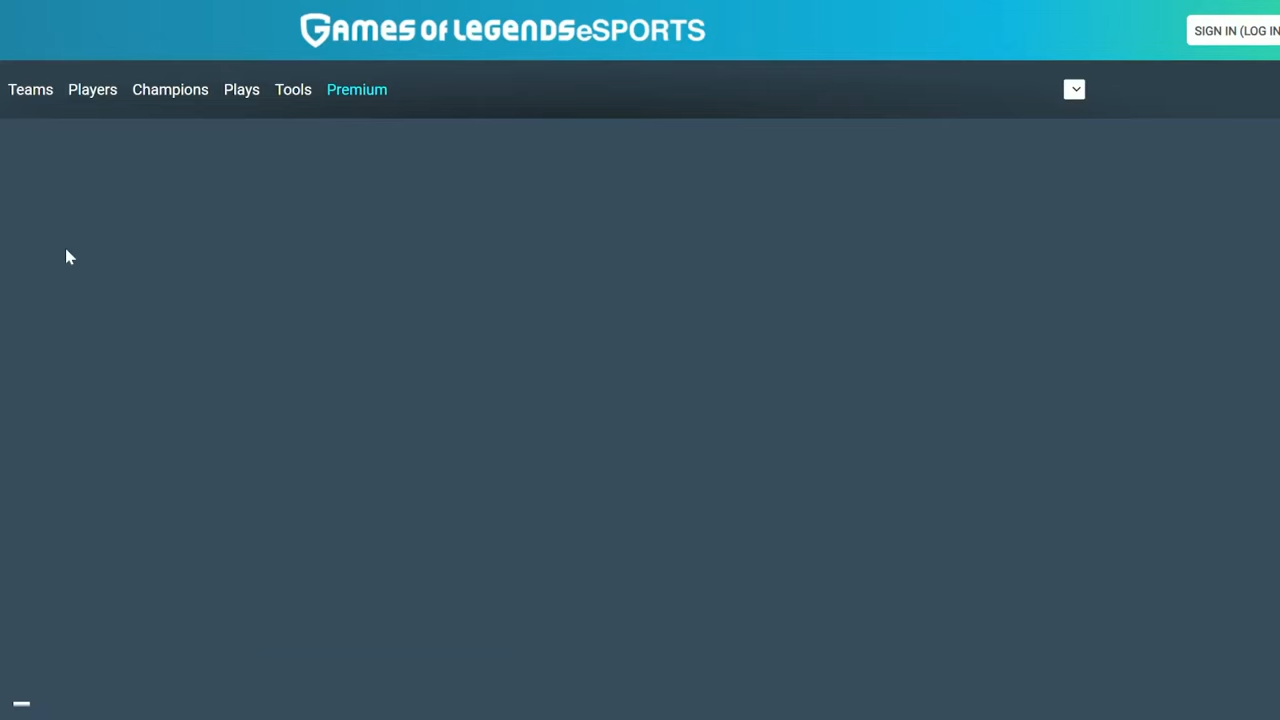 GAMES OF LEGENDS eSPORTS
SIGN IN (LOG IN
Teams Players Champions Plays Tools Premium